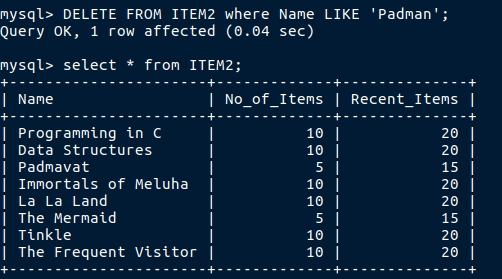 mysql> DELETE FROM ITEM2 where Name LIKE 'Padman';
Query OK, 1 row affected (0.04 sec)
mysql> select * from ITEM2;
+----------------------+-------------+--------------+
| Name                 | No_of_Items | Recent_Items |
+----------------------+-------------+--------------+
| Programming in C     |          10 |           20 |
| Data Structures      |          10 |           20 |
| Padmavat             |           5 |           15 |
| Immortals of Meluha  |          10 |           20 |
| La La Land           |          10 |           20 |
| The Mermaid          |           5 |           15 |
| Tinkle               |          10 |           20 |
| The Frequent Visitor |          10 |           20 |
+----------------------+-------------+--------------+